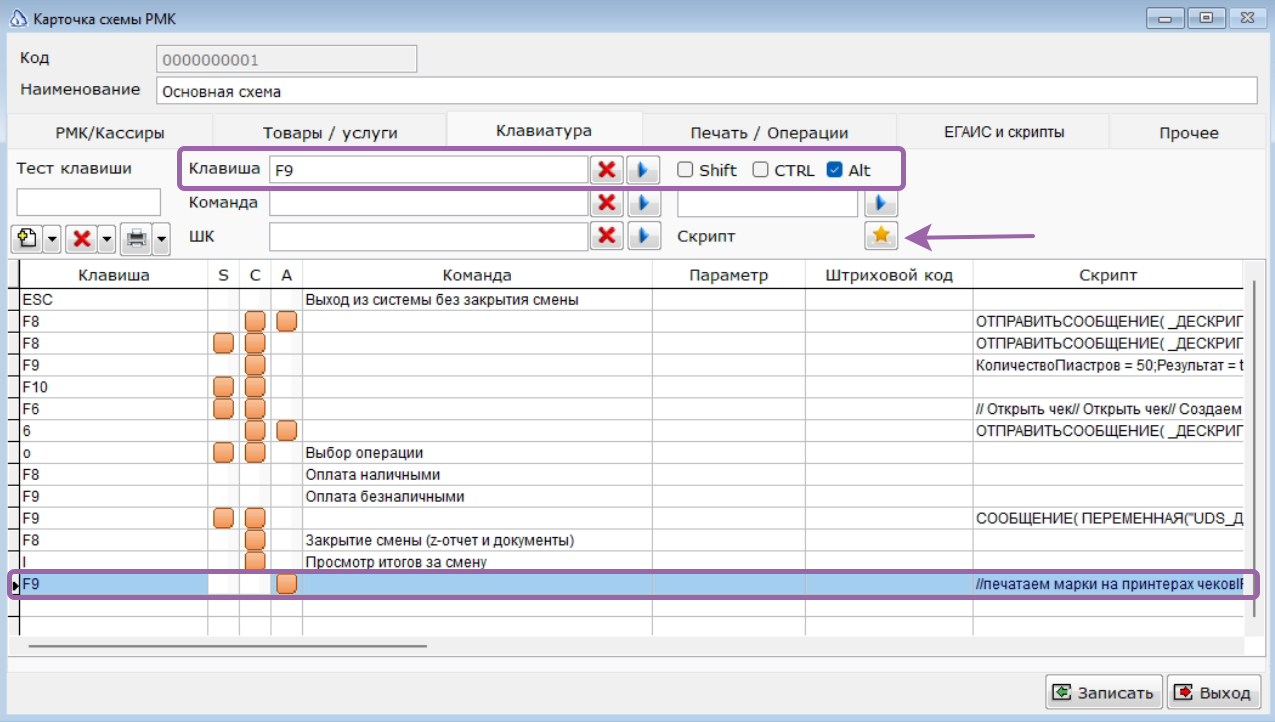 Карточка схемы РМК
Код 0000000001
Наименование Основная схема
РМК/Кассиры Товары / услуги Клавиатура Печать / Операции ЕГАИС и скрипты Прочее
Тест клавиши Клавиша F9 Shift CTRL Alt
Команда
ШК Скрипт
Клавиша S C A Команда Параметр Штриховой код Скрипт
ESC Выход из системы без закрытия смены
F8 ОТПРАВИТЬСООБЩЕНИЕ( _ДЕСКРИП
F8 ОТПРАВИТЬСООБЩЕНИЕ( _ДЕСКРИП
F9 КоличествоПиастров = 50;Результат = t
F10
F6 // Открыть чек// Открыть чек// Создаем
6 ОТПРАВИТЬСООБЩЕНИЕ( _ДЕСКРИП
o Выбор операции
F8 Оплата наличными
F9 Оплата безналичными
F9 СООБЩЕНИЕ( ПЕРЕМЕННАЯ("UDS_Д
F8 Закрытие смены (z-отчет и документы)
I Просмотр итогов за смену
F9 //печатаем марки на принтерах чековIF
Записать Выход